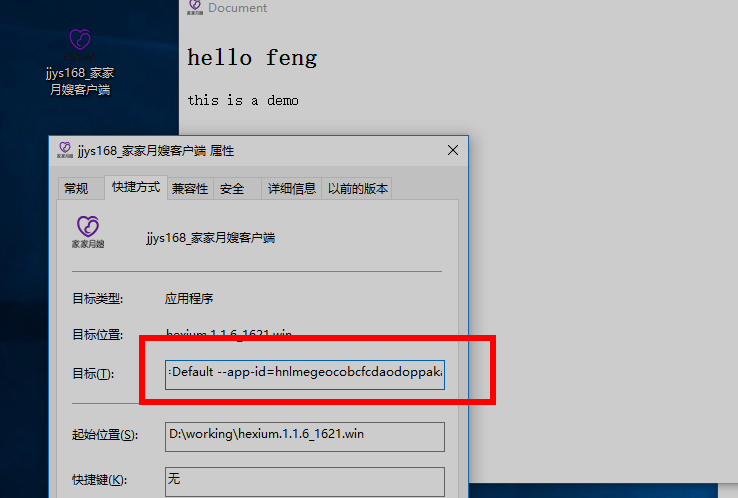 Document
hello feng
this is a demo
jjys168_家家
月嫂客户端
jjys168_家家月嫂客户端 属性
常规 快捷方式 兼容性 安全 详细信息 以前的版本
家家月嫂
jjys168_家家月嫂客户端
目标类型: 应用程序
目标位置: hexium.1.1.6_1621.win
目标(T): :Default --app-id=hnlmegeocobcfcdaodoppaka
起始位置(S): D:\working\hexium.1.1.6_1621.win
快捷键(K): 无